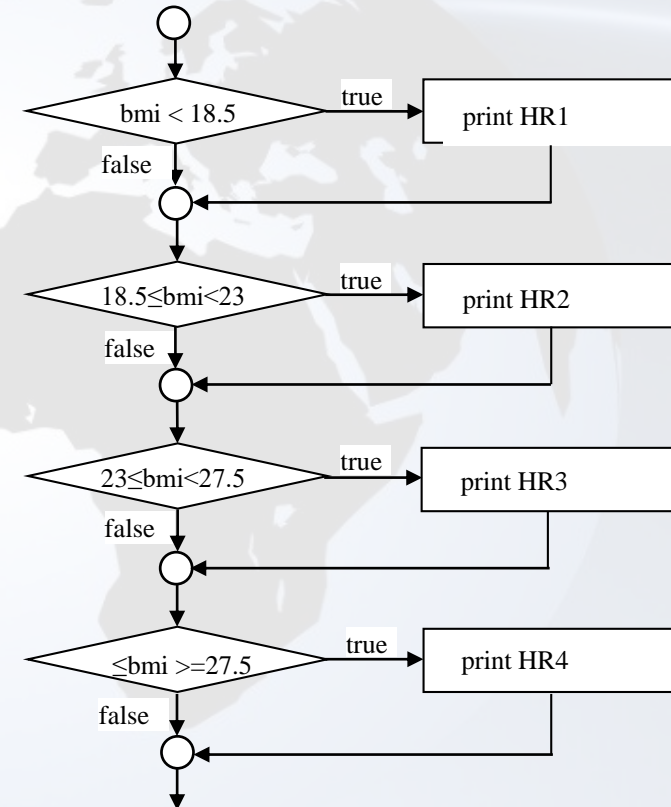 true
bmi < 18.5
print HR1
false
true
18.5≤bmi<23
print HR2
false
true
23≤bmi<27.5
print HR3
false
true
≤bmi >=27.5
print HR4
false